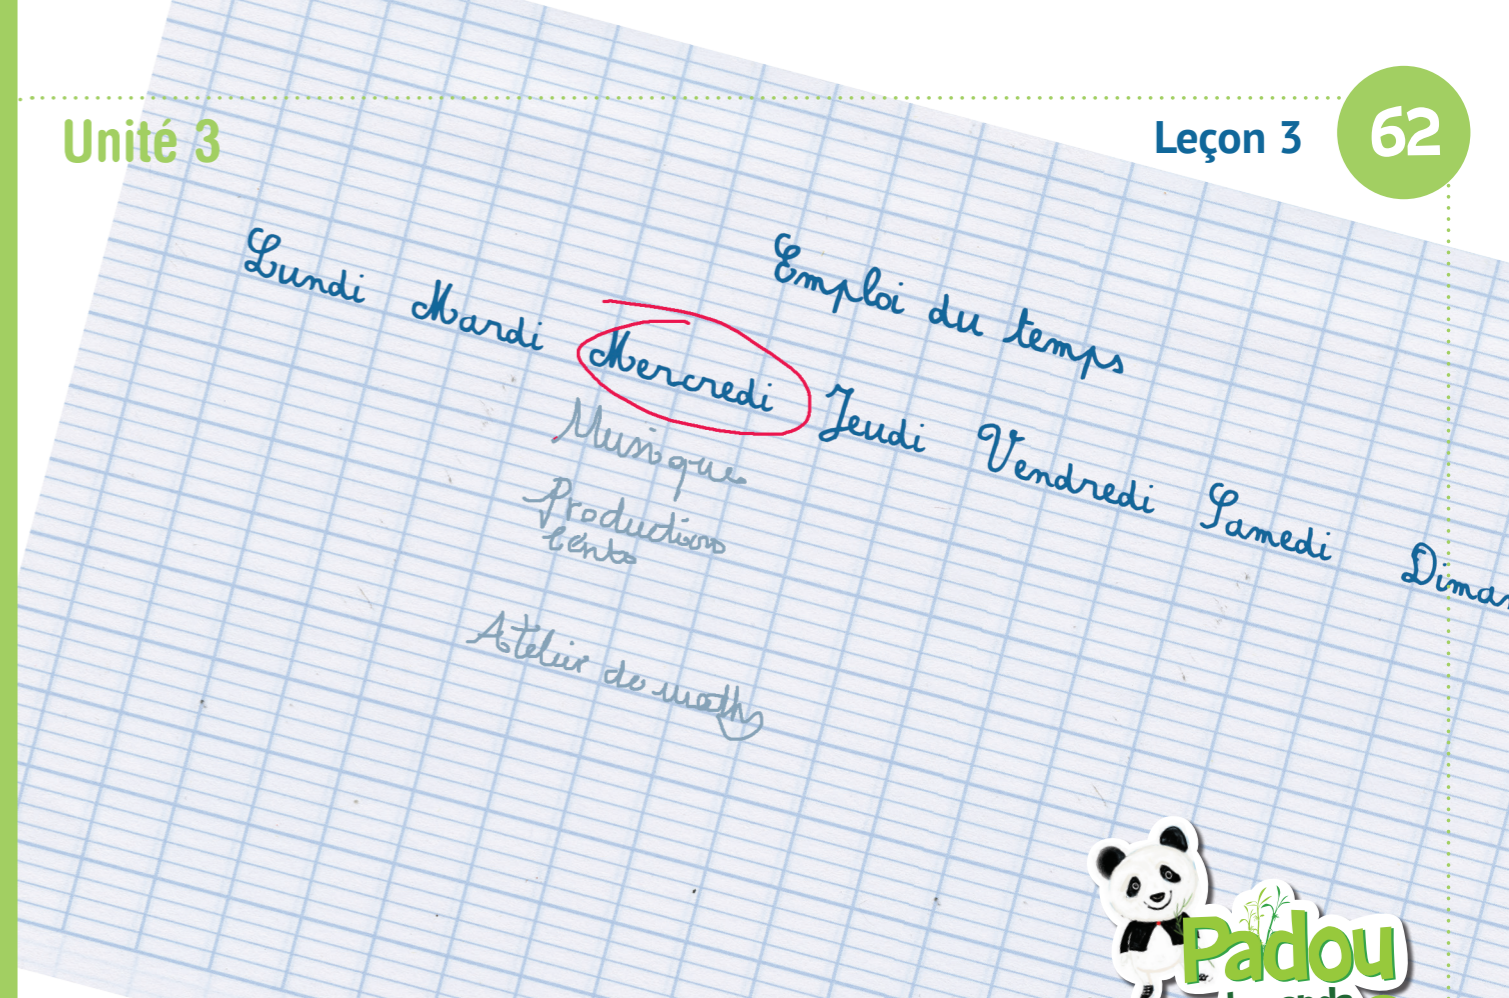 Unité 3
Leçon 3
62
Emploi du temps
Lundi Mardi Mercredi Jeudi Vendredi Samedi Diman
Musique
Productions
Atelier de maths
Padou